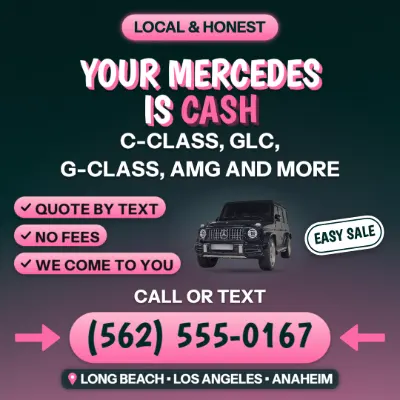 LOCAL & HONEST
YOUR MERCEDES
IS CASH
C-CLASS, GLC,
G-CLASS, AMG AND MORE
QUOTE BY TEXT
NO FEES
WE COME TO YOU
EASY SALE
CALL OR TEXT
(562) 555-0167
LONG BEACH • LOS ANGELES • ANAHEIM